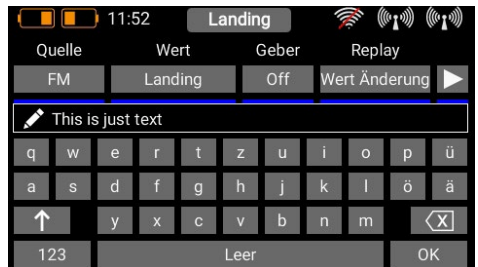 11:52 Landing
Quelle Wert Geber Replay
FM Landing Off Wert Änderung
This is just text
q w e r t z u i o p ü
a s d f g h j k l ö ä
y x c v b n m X
123 Leer OK